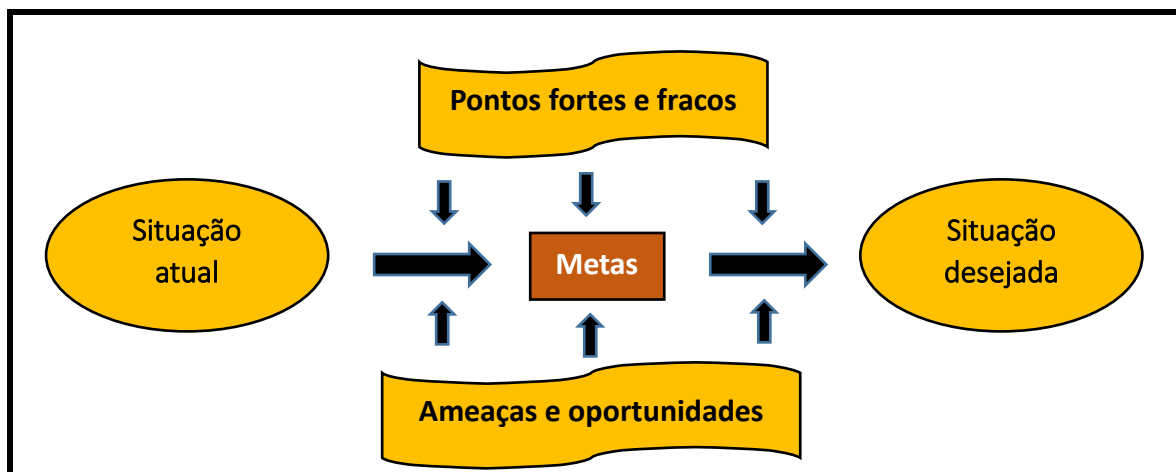 Pontos fortes e fracos
Situação
atual
Metas
Situação
desejada
Ameaças e oportunidades